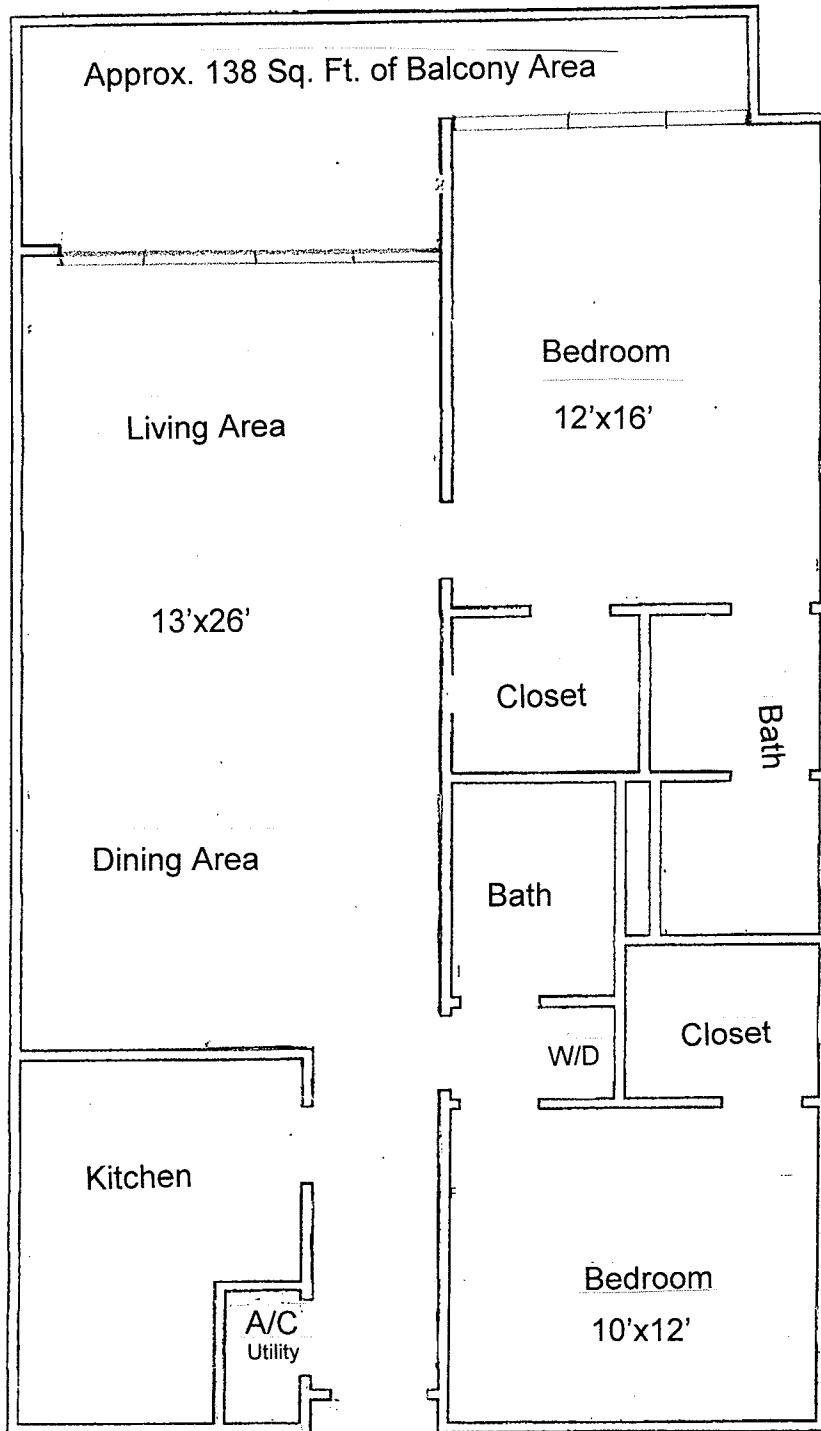 Approx. 138 Sq. Ft. of Balcony Area
Bedroom
12’x16’
Living Area
13’x26’
Closet
Bath
Dining Area
Bath
Closet
W/D
Kitchen
Bedroom
10’x12’
A/C
Utility